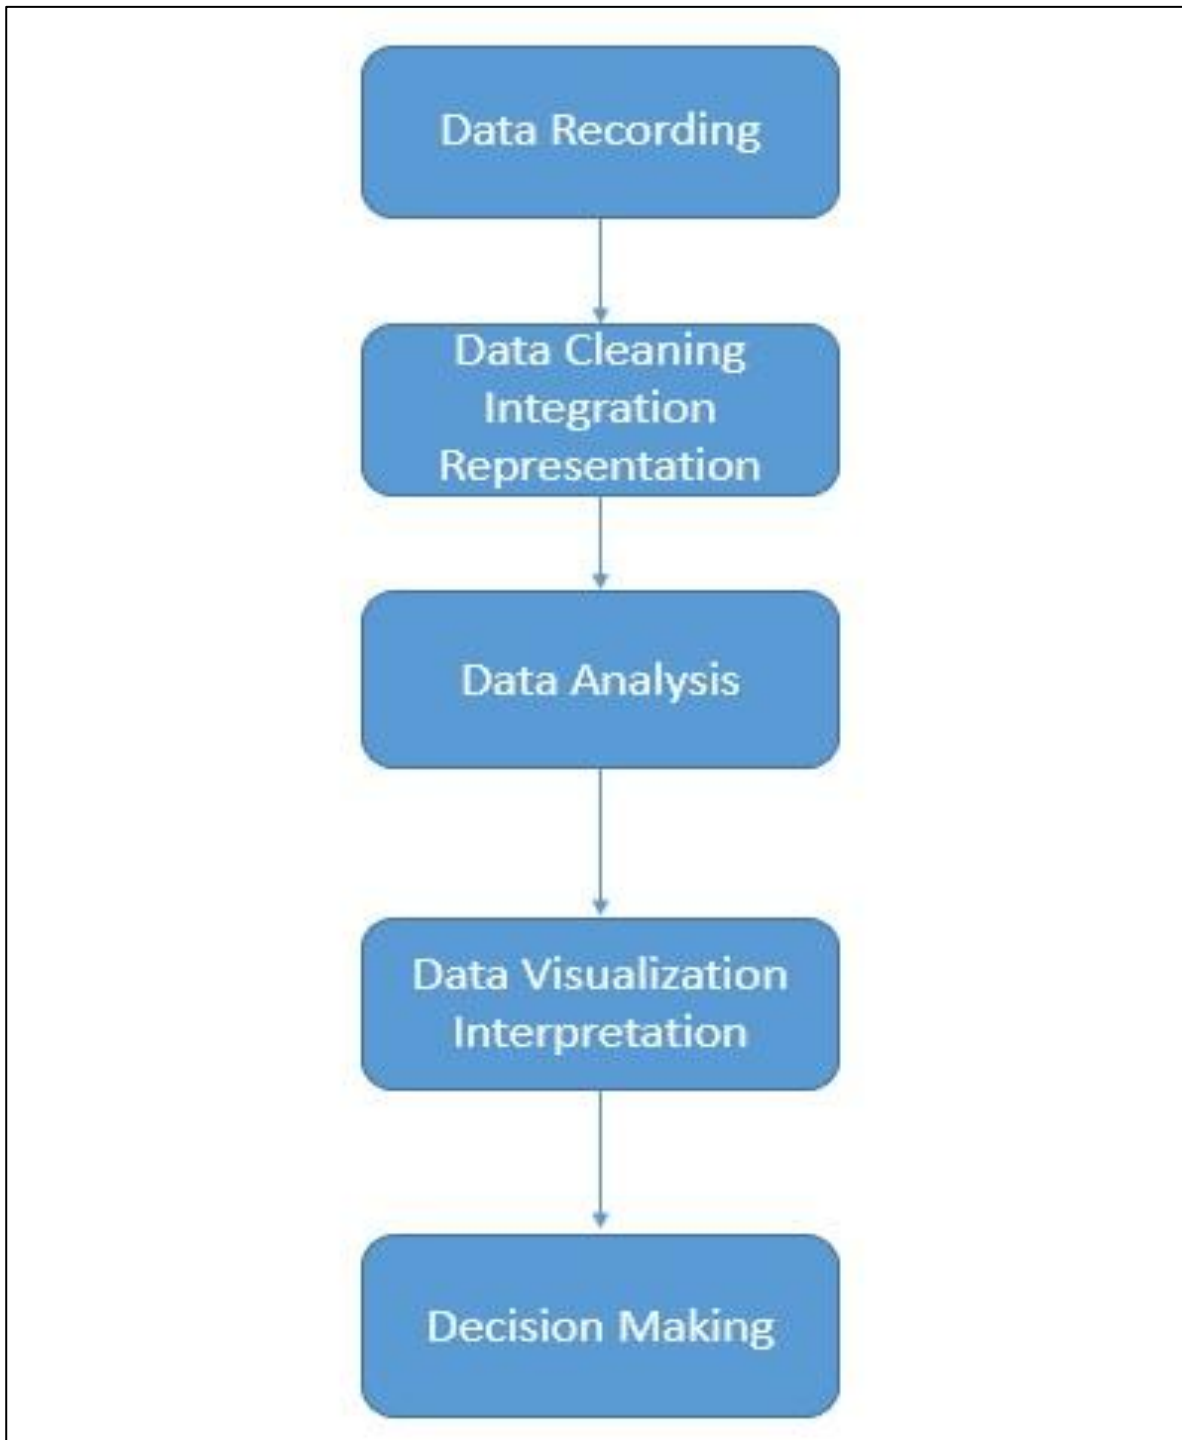 Data Recording
Data Cleaning
Integration
Representation
Data Analysis
Data Visualization
Interpretation
Decision Making